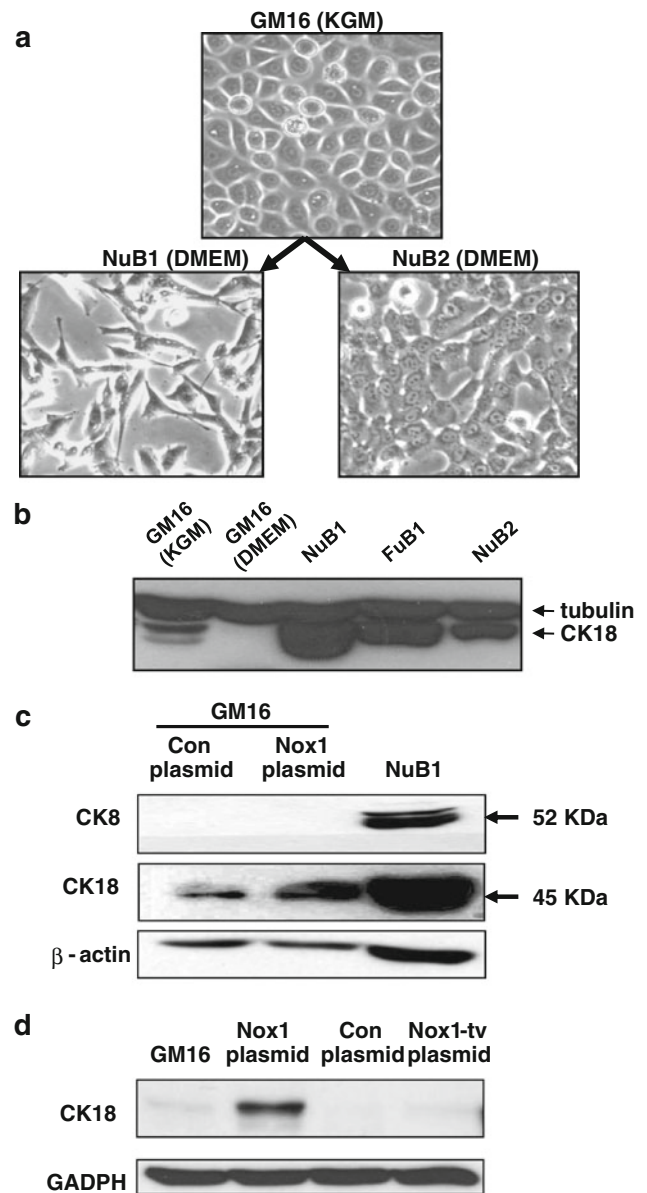 a
GM16 (KGM)
NuB1 (DMEM)
NuB2 (DMEM)
b
GM16
(KGM)
GM16
(DMEM)
NuB1
FuB1
NuB2
tubulin
CK18
c
GM16
Con
plasmid
Nox1
plasmid
NuB1
CK8
52 KDa
CK18
45 KDa
β-actin
d
GM16
Nox1
plasmid
Con
plasmid
Nox1-tv
plasmid
CK18
GADPH